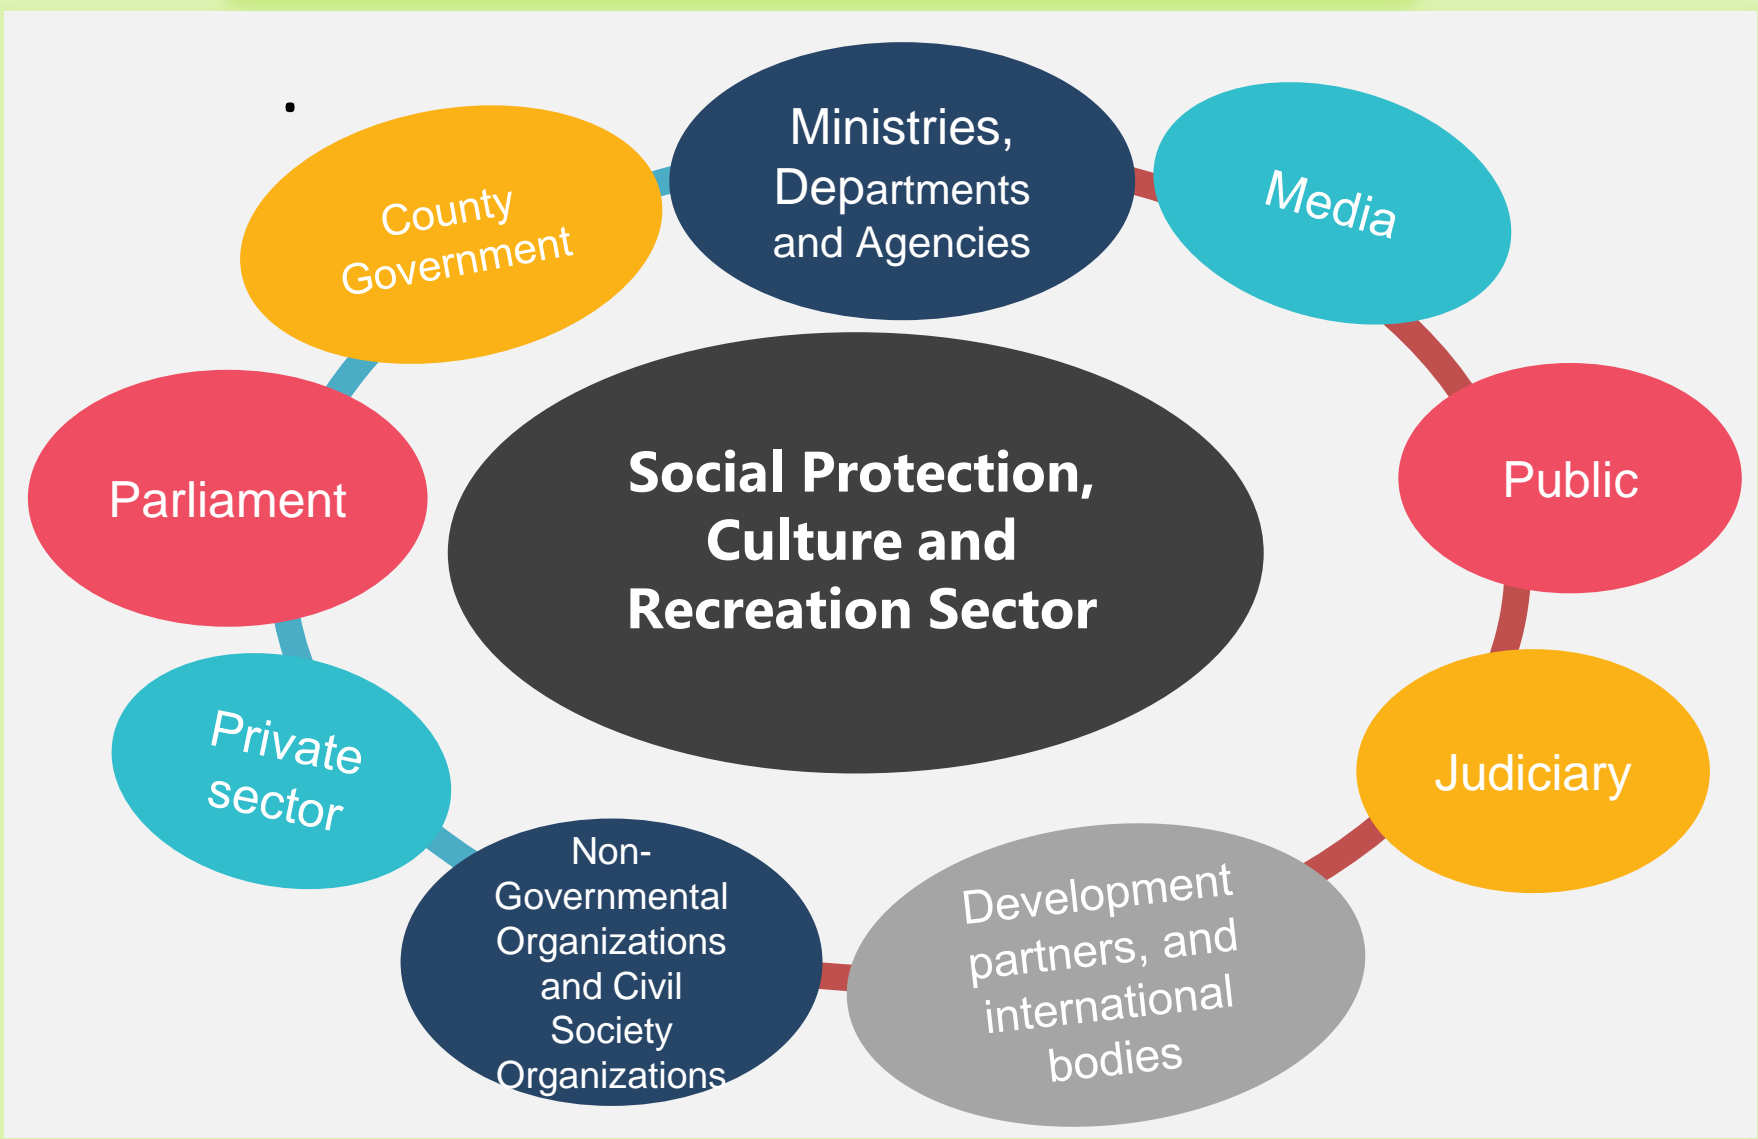 .
Ministries,
Departments
and Agencies
Media
County
Government
Public
Parliament
Social Protection,
Culture and
Recreation Sector
Judiciary
Private
sector
Non-
Governmental
Organizations
and Civil
Society
Organizations
Development
partners, and
international
bodies